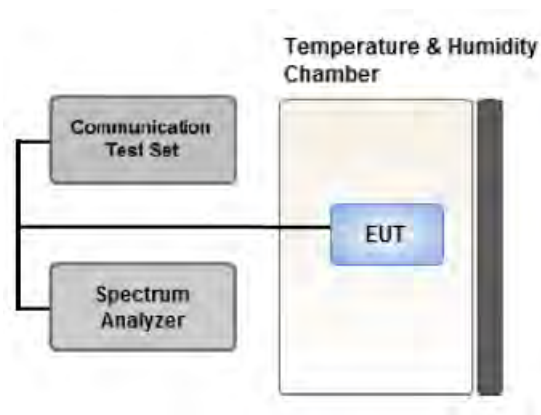 Temperature & Humidity
Chamber
Communication
Test Set
EUT
Spectrum
Analyzer